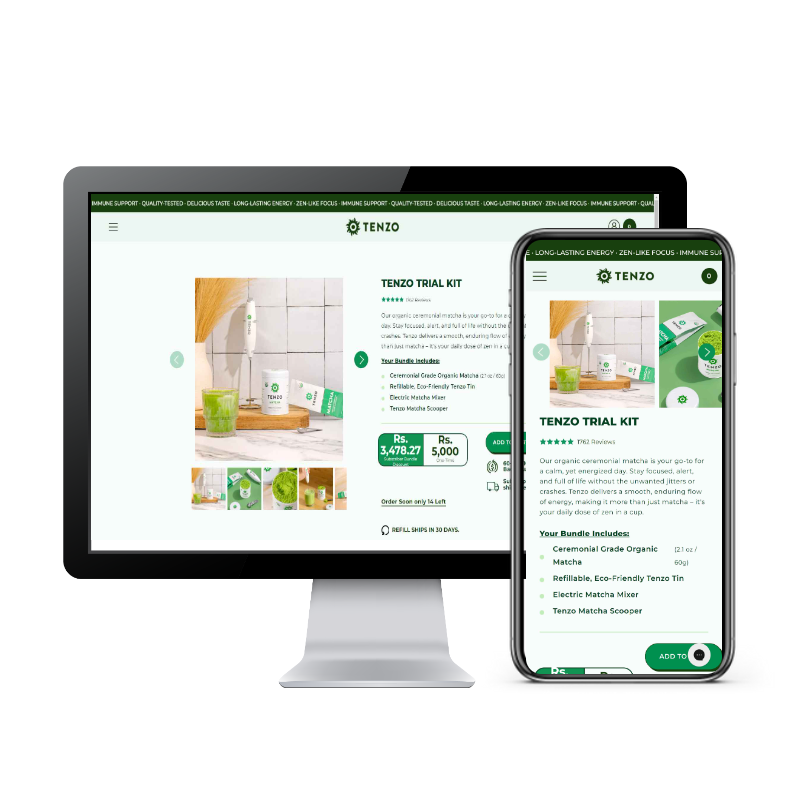 IMMUNE SUPPORT · QUALITY-TESTED · DELICIOUS TASTE · LONG-LASTING ENERGY · ZEN-LIKE FOCUS · IMMUNE SUPPORT · QUALITY-TESTED · DELICIOUS TASTE · LONG-LASTING ENERGY · ZEN-LIKE FOCUS · IMMUNE SUPPORT · QUAL
TENZO
TENZO TRIAL KIT
1762 Reviews
Our organic ceremonial matcha is your go-to for a
day. Stay focused, alert, and full of life without the
crashes. Tenzo delivers a smooth, enduring flow of
than just matcha – it's your daily dose of zen in a
Your Bundle Includes:
Ceremonial Grade Organic Matcha (2.1 oz / 60g)
Refillable, Eco-Friendly Tenzo Tin
Electric Matcha Mixer
Tenzo Matcha Scooper
Rs.
3,478.27
Subscriber Bundle
Discount
Rs.
5,000
One Time
ADD TO
60-
Order Soon only 14 Left
REFILL SHIPS IN 30 DAYS.
TENZO
E · LONG-LASTING ENERGY · ZEN-LIKE FOCUS · IMMUNE SUP
TENZO
0
TENZO TRIAL KIT
1762 Reviews
Our organic ceremonial matcha is your go-to for
a calm, yet energized day. Stay focused, alert,
and full of life without the unwanted jitters or
crashes. Tenzo delivers a smooth, enduring flow
of energy, making it more than just matcha – it's
your daily dose of zen in a cup.
Your Bundle Includes:
Ceremonial Grade Organic (2.1 oz /
Matcha 60g)
Refillable, Eco-Friendly Tenzo Tin
Electric Matcha Mixer
Tenzo Matcha Scooper
ADD TO
Rs.